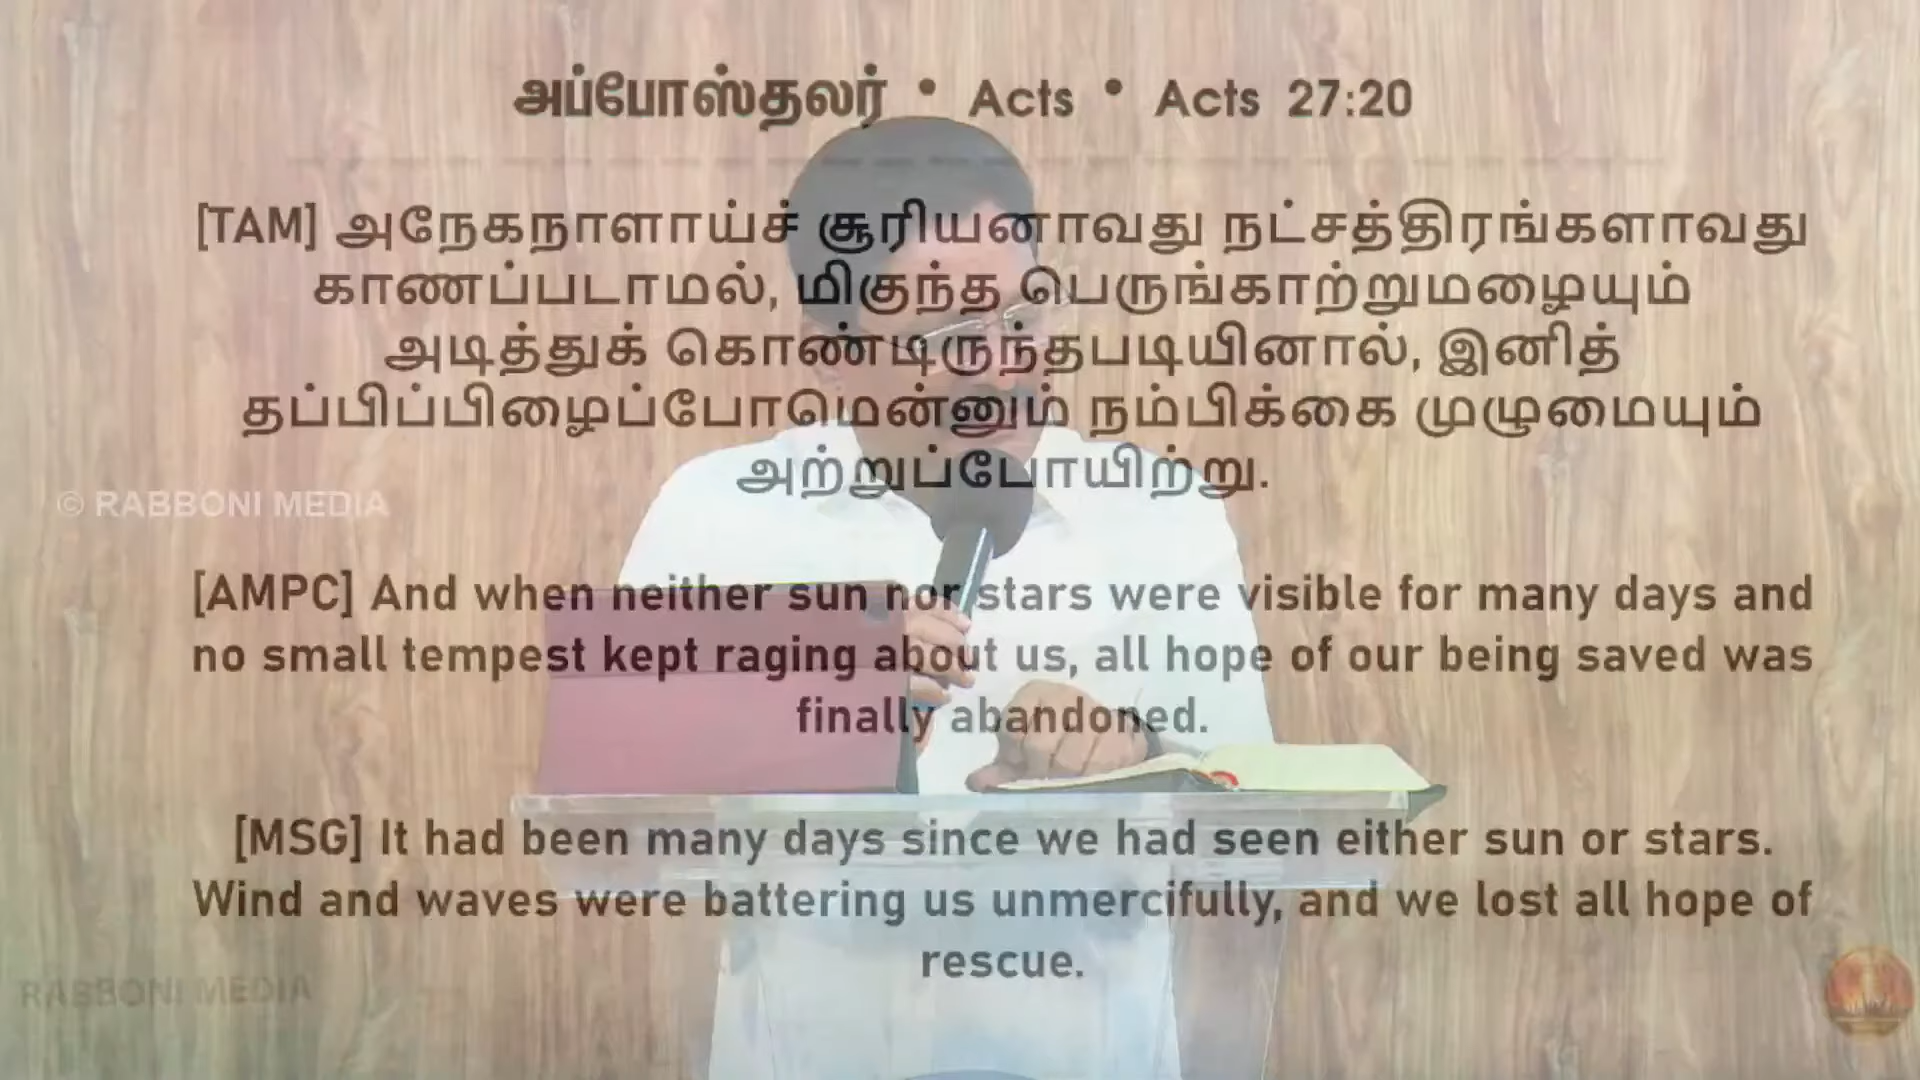 அப்போஸ்தலர் • Acts • Acts 27:20
[TAM] அநேகநாளாய்ச் சூரியனாவது நட்சத்திரங்களாவது
காணப்படாமல், மிகுந்த பெருங்காற்றுமழையும்
அடித்துக் கொண்டிருந்தபடியினால், இனித்
தப்பிப்பிழைப்போமென்னும் நம்பிக்கை முழுமையும்
அற்றுப்போயிற்று.
© RABBONI MEDIA
[AMPC] And when neither sun nor stars were visible for many days and
no small tempest kept raging about us, all hope of our being saved was
finally abandoned.
[MSG] It had been many days since we had seen either sun or stars.
Wind and waves were battering us unmercifully, and we lost all hope of
rescue.
RABBONI MEDIA